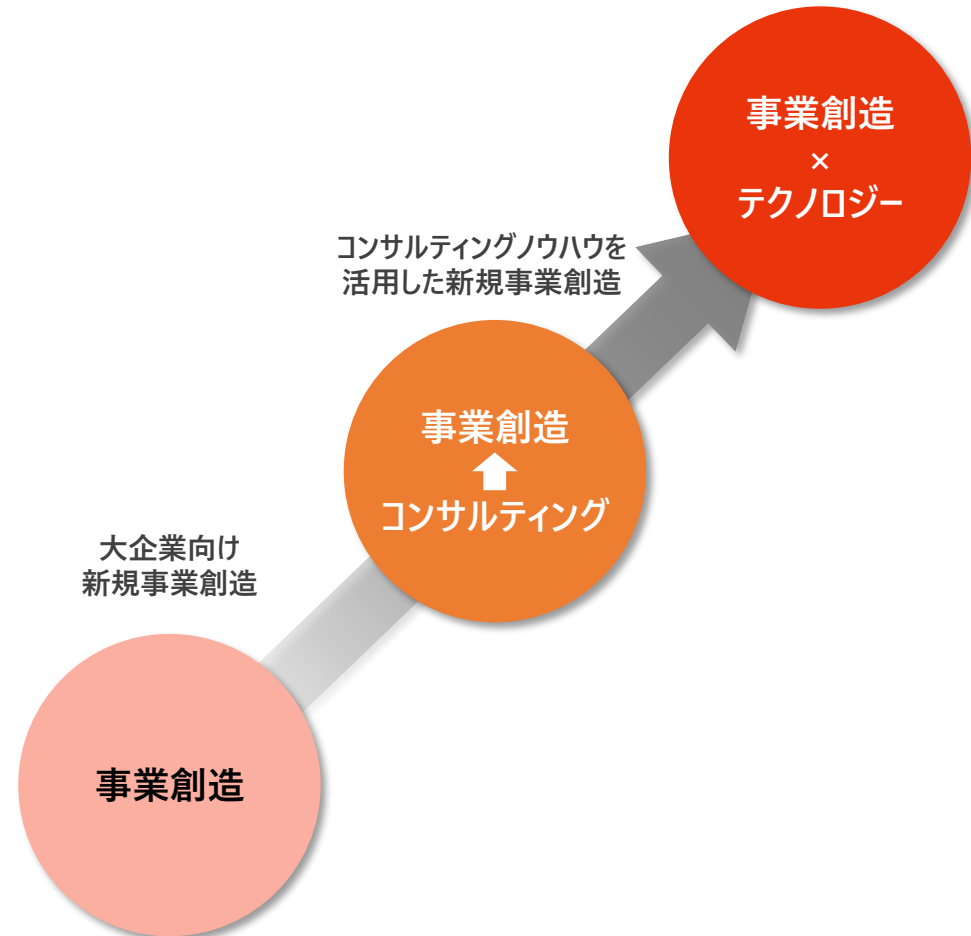 事業創造
×
テクノロジー
コンサルティングノウハウを
活用した新規事業創造
事業創造
コンサルティング
大企業向け
新規事業創造
事業創造